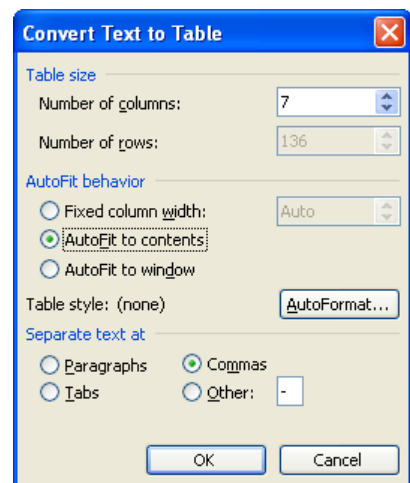 Convert Text to Table
Table size
Number of columns: 7
Number of rows: 136
AutoFit behavior
Fixed column width: Auto
AutoFit to contents
AutoFit to window
Table style: (none) AutoFormat...
Separate text at
Paragraphs Commas
Tabs Other: -
OK Cancel